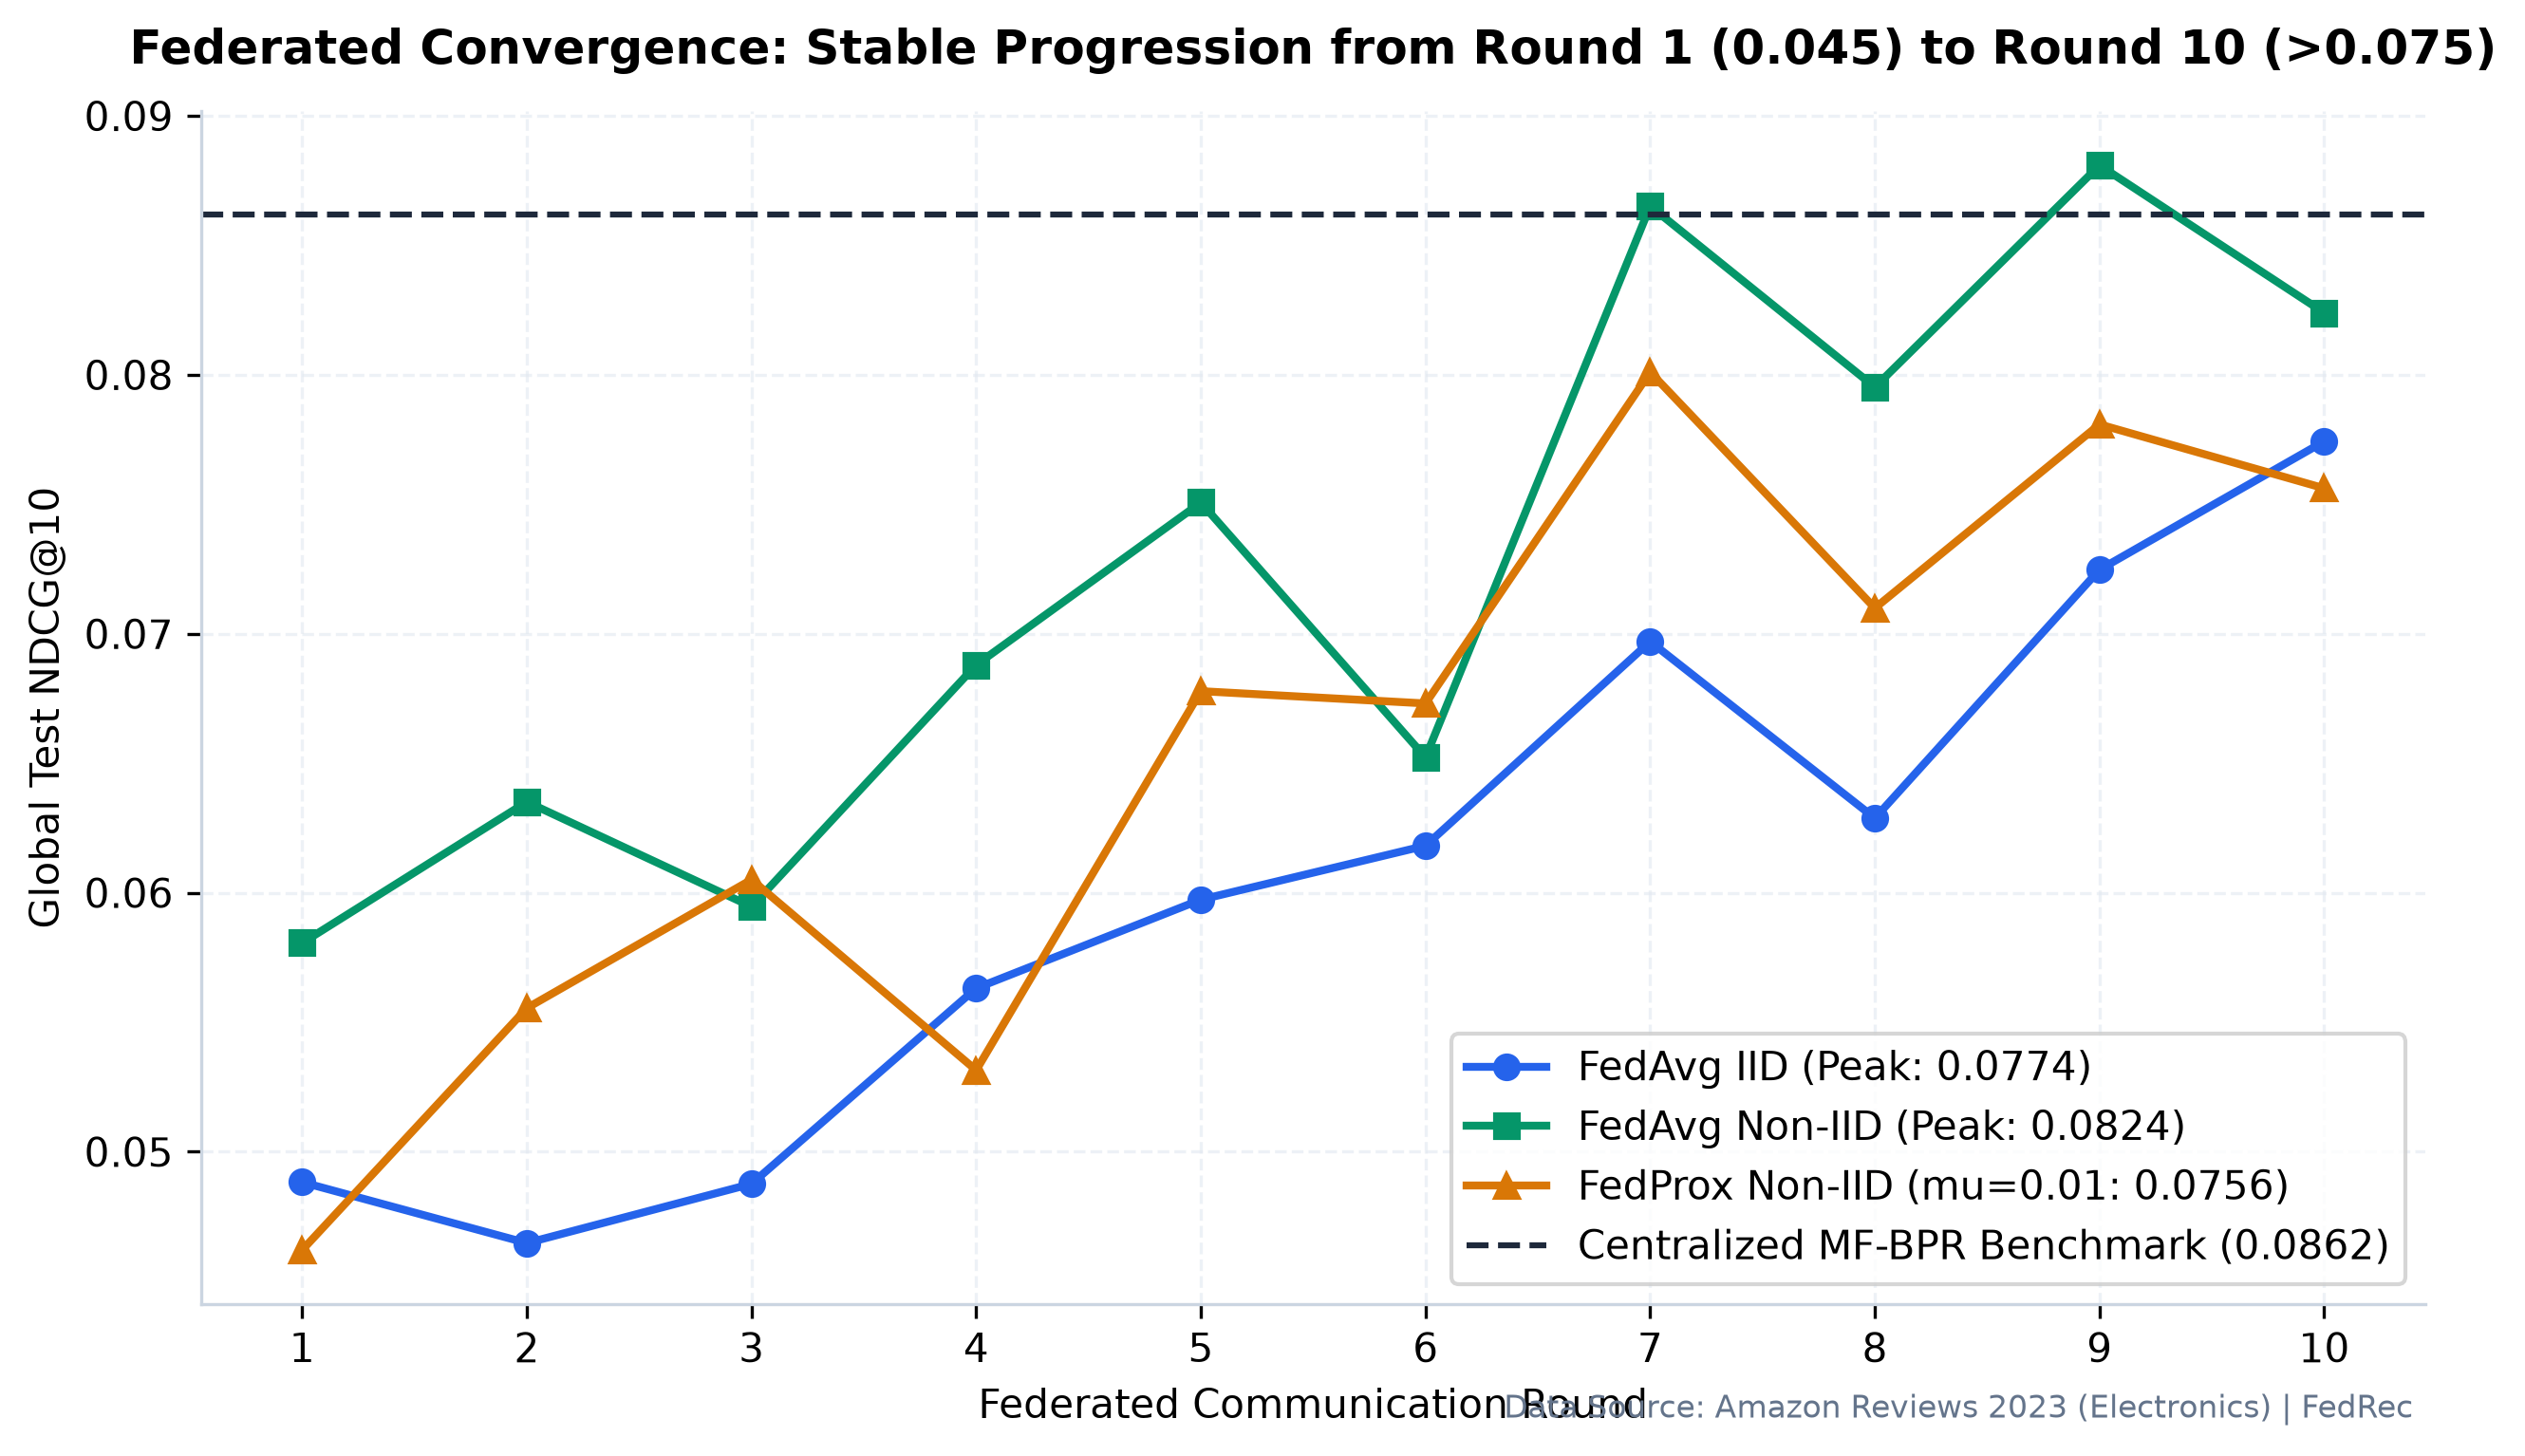 Federated Convergence: Stable Progression from Round 1 (0.045) to Round 10 (>0.075)
0.09
0.08
0.07
0.06
0.05
Global Test NDCG@10
FedAvg IID (Peak: 0.0774)
FedAvg Non-IID (Peak: 0.0824)
FedProx Non-IID (mu=0.01: 0.0756)
Centralized MF-BPR Benchmark (0.0862)
1 2 3 4 5 6 7 8 9 10
Federated Communication Round
Data Source: Amazon Reviews 2023 (Electronics) | FedRec